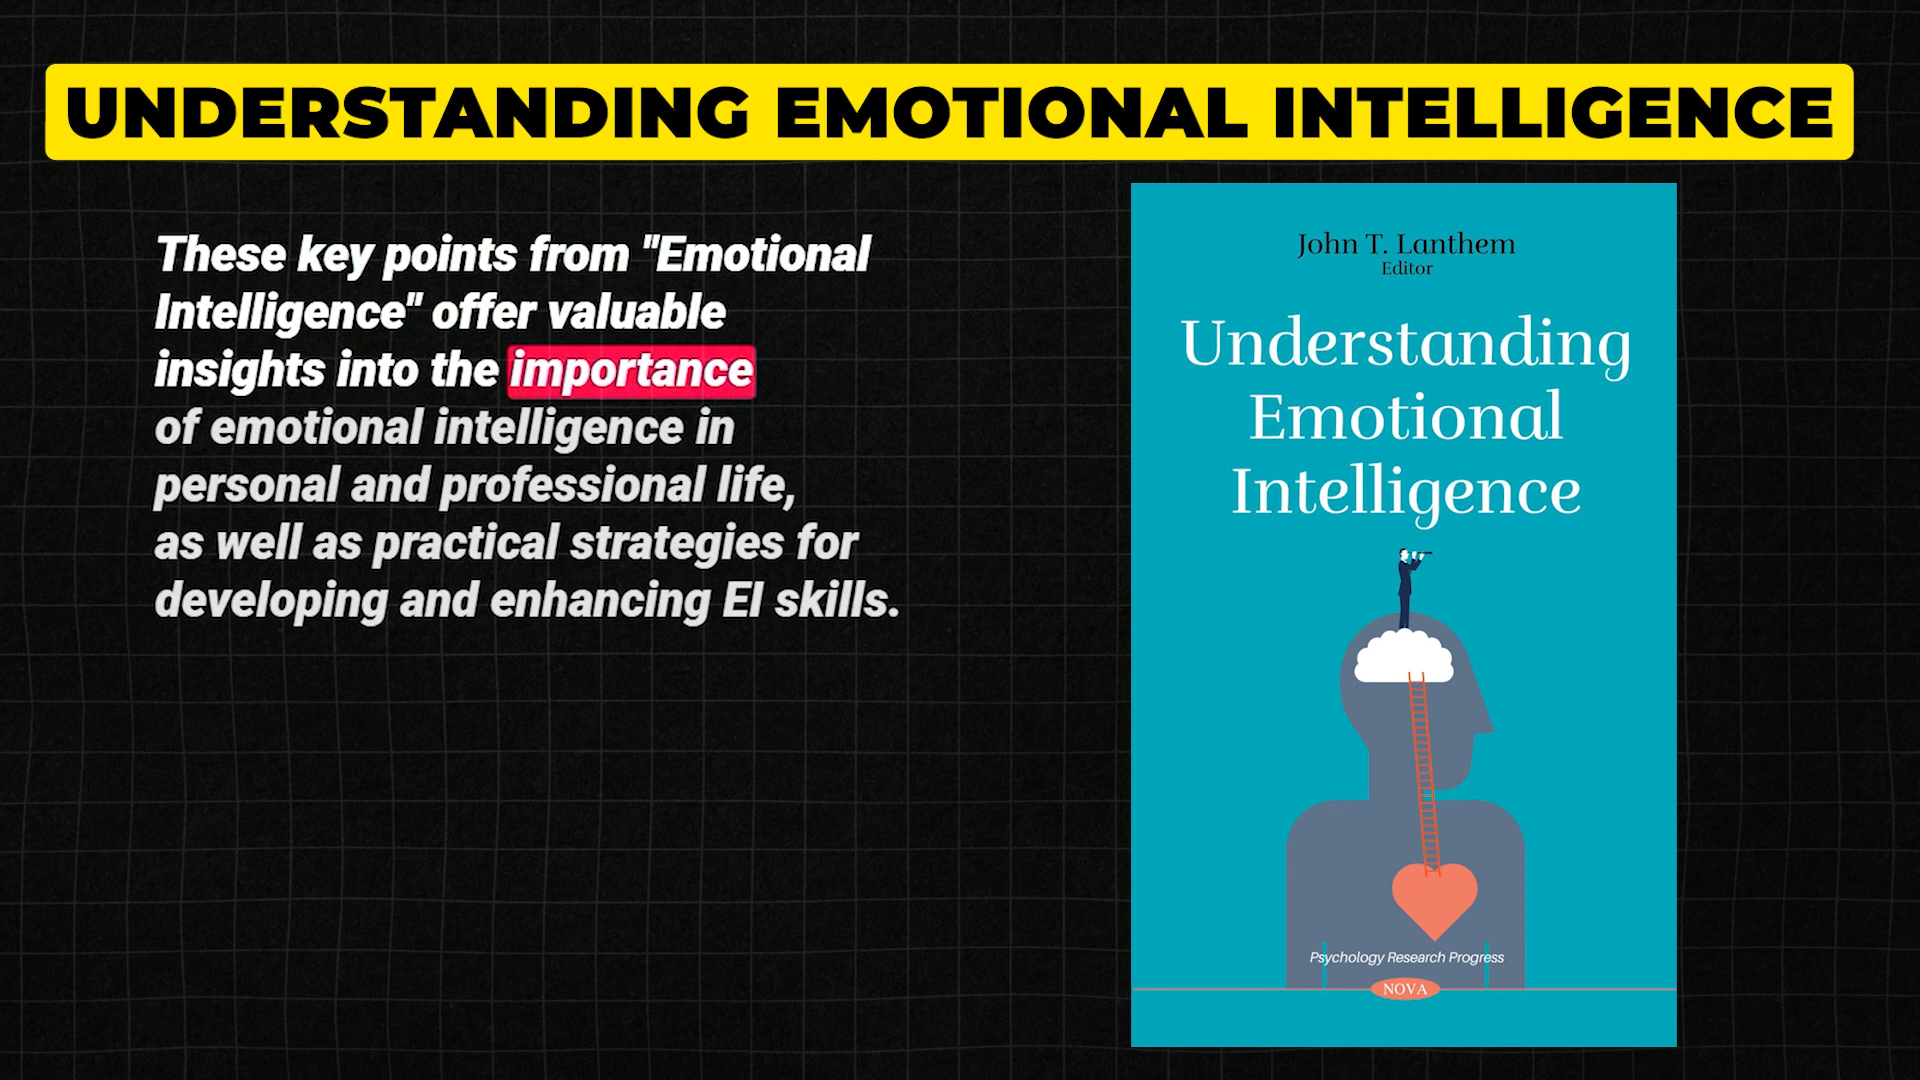 UNDERSTANDING EMOTIONAL INTELLIGENCE
These key points from "Emotional
Intelligence" offer valuable
insights into the importance
of emotional intelligence in
personal and professional life,
as well as practical strategies for
developing and enhancing EI skills.
John T. Lanthem
Editor
Understanding
Emotional
Intelligence
Psychology Research Progress
NOVA